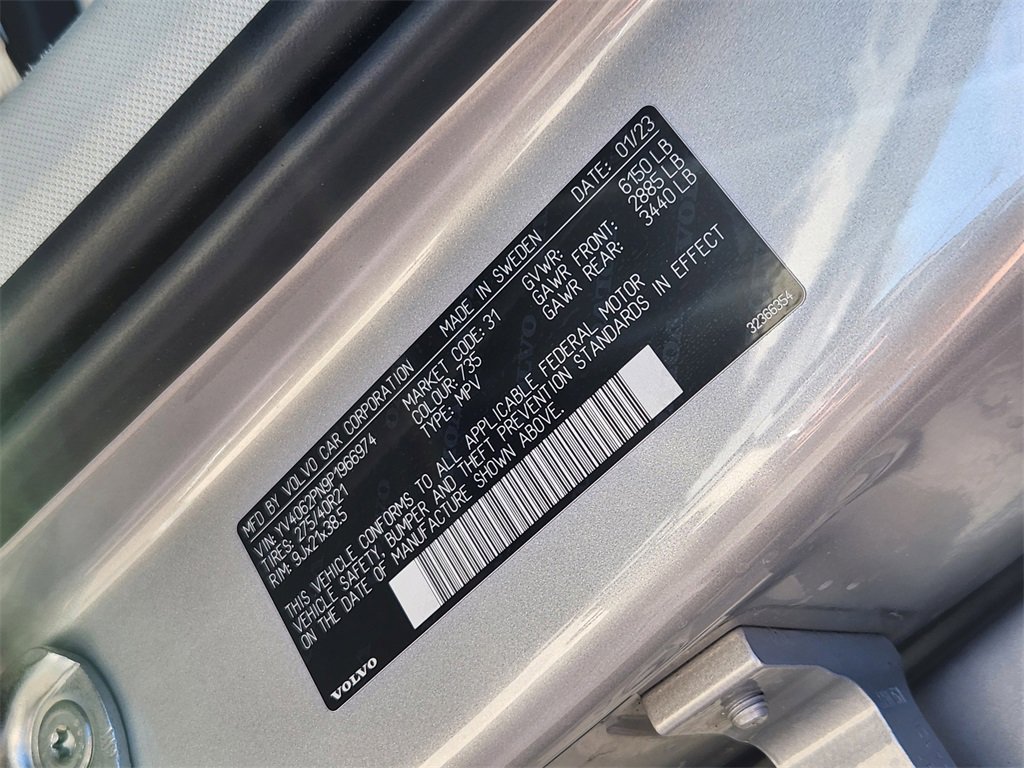 MFD BY VOLVO CAR CORPORATION MADE IN SWEDEN DATE: 01/23
VIN: YV4062PN9P1966974 MARKET CODE: 31 GVWR: 6150 LB
TIRES: 275/40R21 COLOUR: 735 GAWR FRONT: 2885 LB
RIM: 9Jx21x38.5 TYPE: MPV GAWR REAR: 3440 LB
THIS VEHICLE CONFORMS TO ALL APPLICABLE FEDERAL MOTOR
VEHICLE SAFETY, BUMPER AND THEFT PREVENTION STANDARDS IN EFFECT
ON THE DATE OF MANUFACTURE SHOWN ABOVE.
VOLVO
32366354